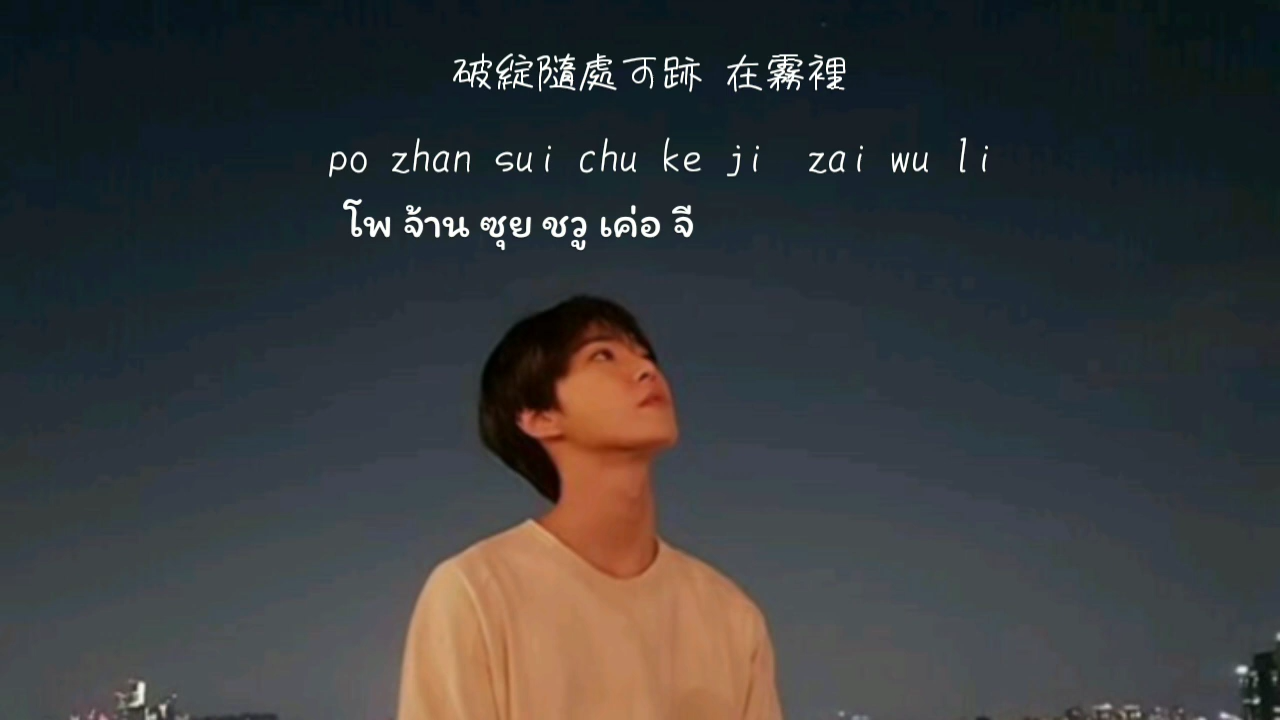 破綻隨處可跡 在霧裡
po zhan sui chu ke ji zai wu li
โพ จ้าน ซุย ชวู เค่อ จี